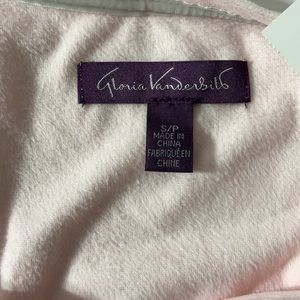 Gloria Vanderbilt
S/P
MADE IN
CHINA
FABRIQUÉ EN
CHINE